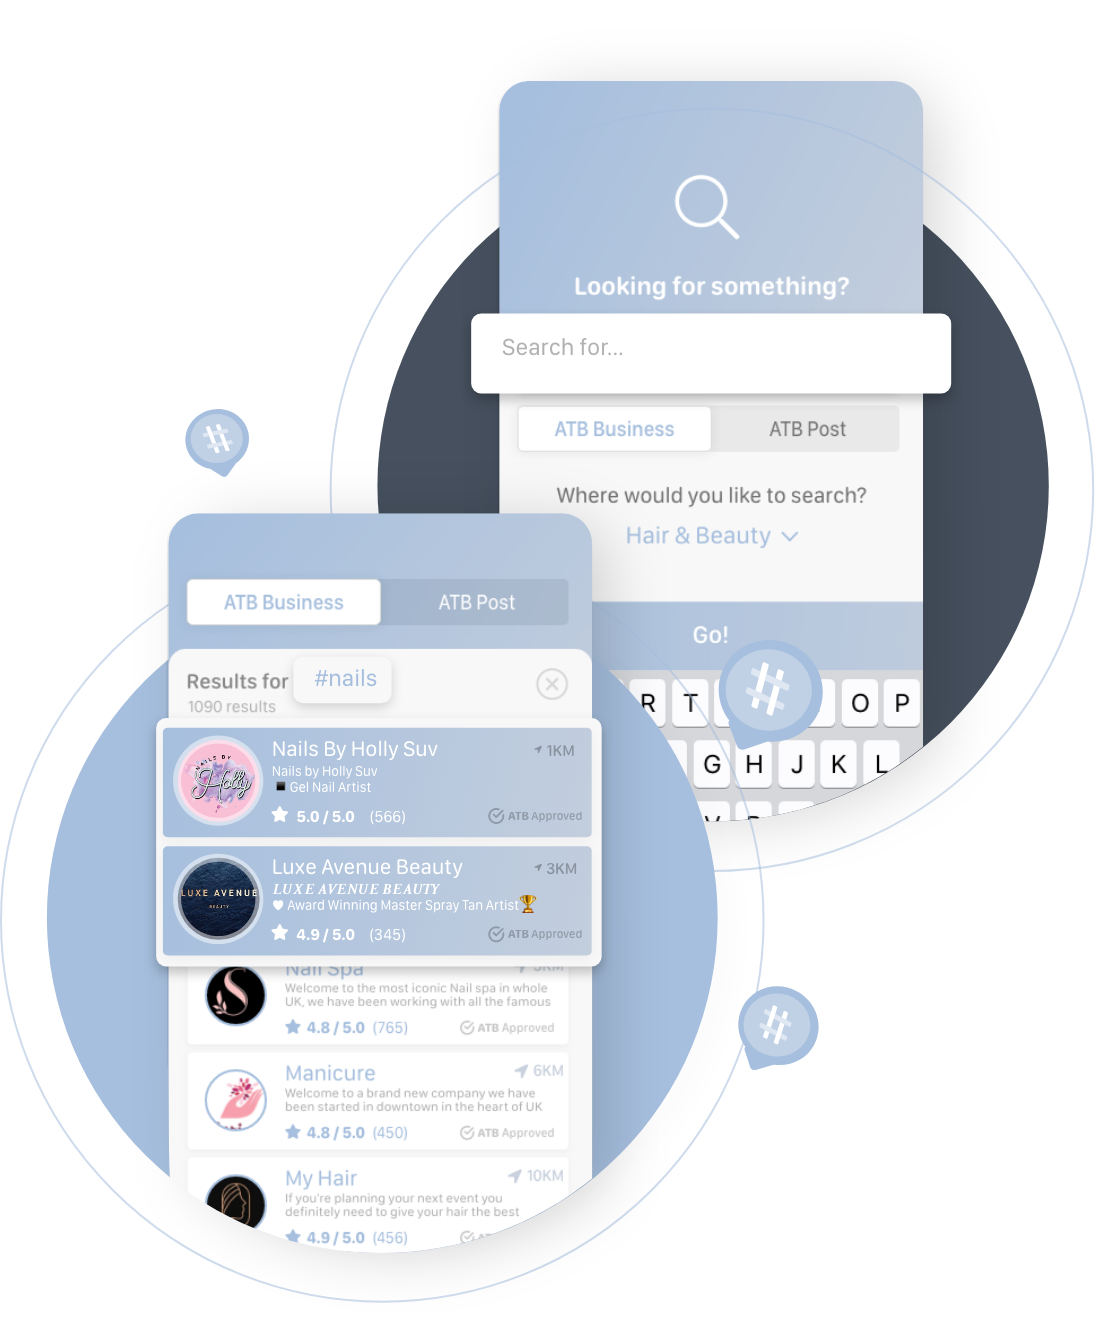 Looking for something?
Search for...
ATB Business ATB Post
Where would you like to search?
Hair & Beauty
Go!
R T O P
G H J K L
ATB Business ATB Post
Results for #nails
1090 results
Nails By Holly Suv 1KM
Nails by Holly Suv
Gel Nail Artist
5.0 / 5.0 (566) ATB Approved
NAILS BY
Holly
Luxe Avenue Beauty 3KM
LUXE AVENUE BEAUTY
Award Winning Master Spray Tan Artist🏆
4.9 / 5.0 (345) ATB Approved
LUXE AVENUE
BEAUTY
Nail Spa 5KM
Welcome to the most iconic Nail spa in whole
UK, we have been working with all the famous
4.8 / 5.0 (765) ATB Approved
S
Manicure 6KM
Welcome to a brand new company we have
been started in downtown in the heart of UK
4.8 / 5.0 (450) ATB Approved
My Hair 10KM
If you're planning your next event you
definitely need to give your hair the best
4.9 / 5.0 (456)